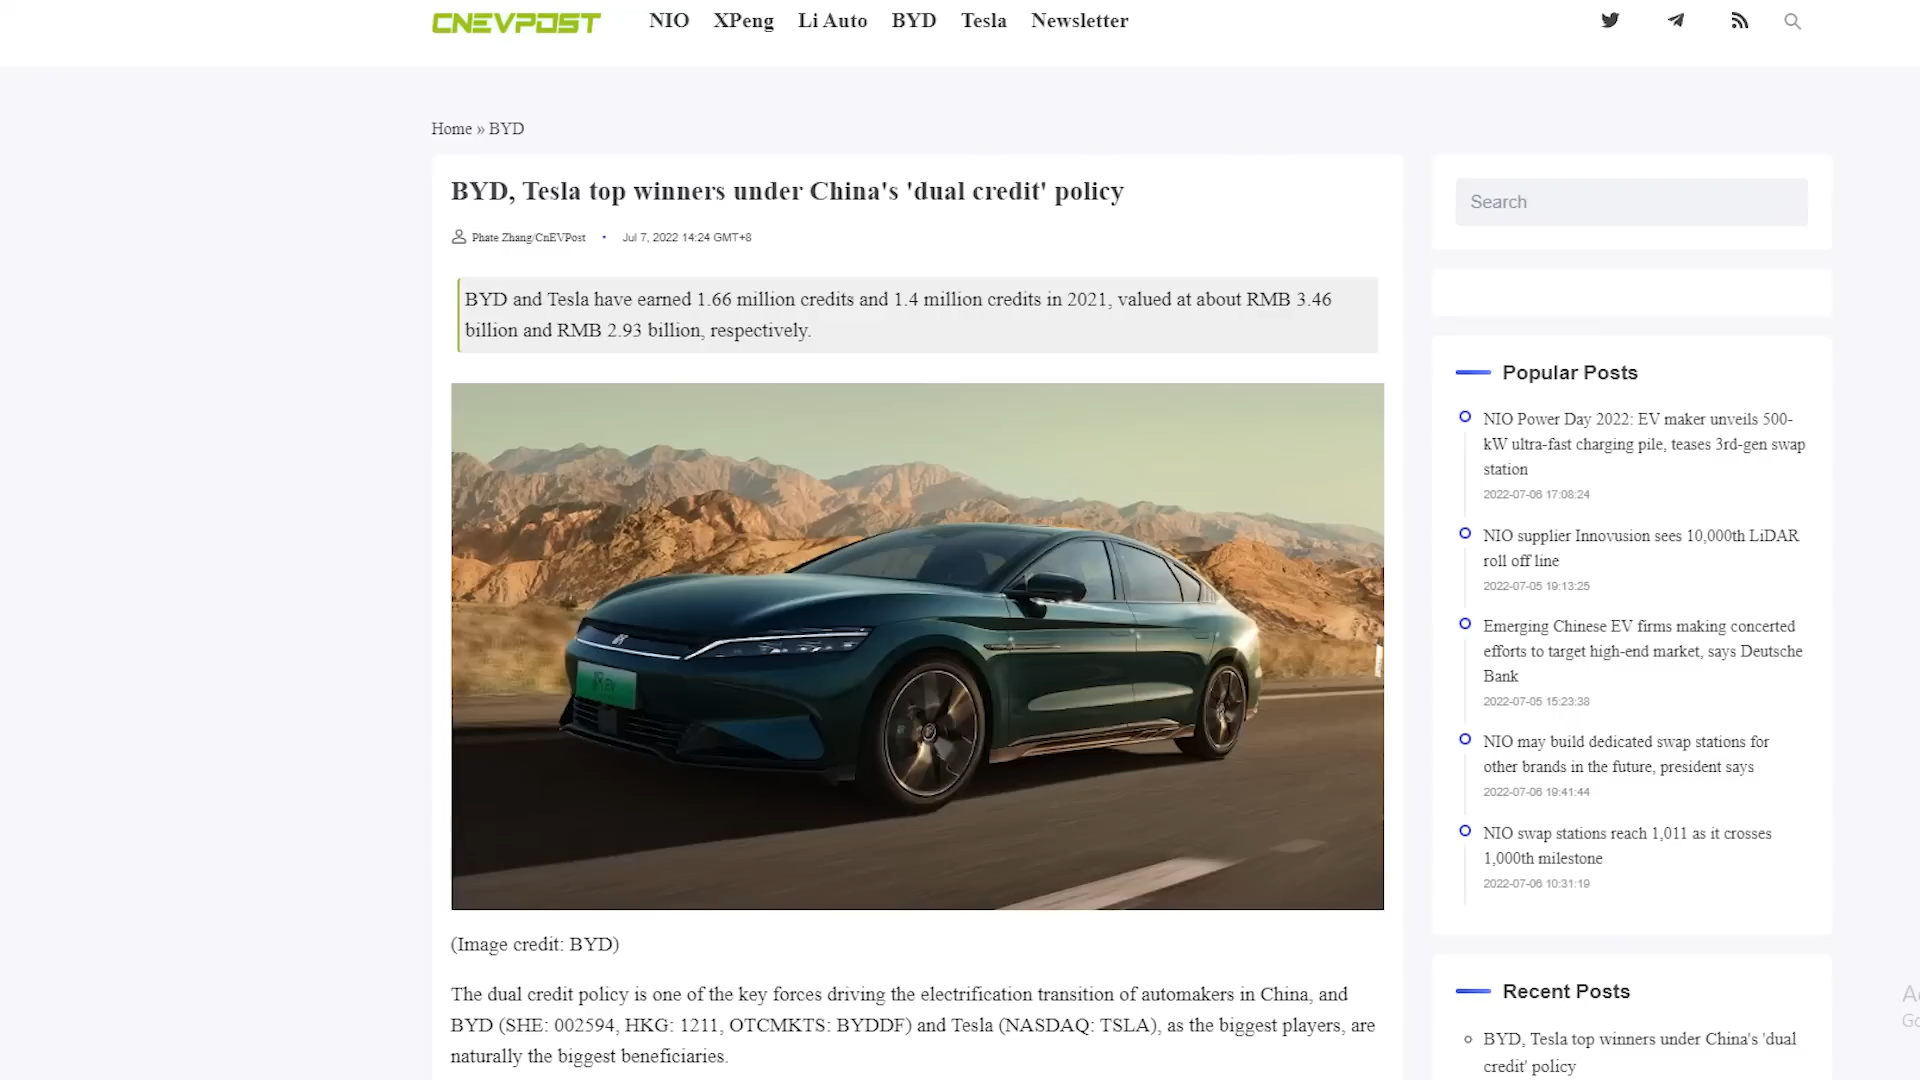 CNEVPOST
NIO XPeng Li Auto BYD Tesla Newsletter
Home » BYD
BYD, Tesla top winners under China's 'dual credit' policy
Phate Zhang/CnEVPost • Jul 7, 2022 14:24 GMT+8
BYD and Tesla have earned 1.66 million credits and 1.4 million credits in 2021, valued at about RMB 3.46
billion and RMB 2.93 billion, respectively.
(Image credit: BYD)
The dual credit policy is one of the key forces driving the electrification transition of automakers in China, and
BYD (SHE: 002594, HKG: 1211, OTCMKTS: BYDDF) and Tesla (NASDAQ: TSLA), as the biggest players, are
naturally the biggest beneficiaries.
Search
Popular Posts
NIO Power Day 2022: EV maker unveils 500-
kW ultra-fast charging pile, teases 3rd-gen swap
station
2022-07-06 17:08:24
NIO supplier Innovusion sees 10,000th LiDAR
roll off line
2022-07-05 19:13:25
Emerging Chinese EV firms making concerted
efforts to target high-end market, says Deutsche
Bank
2022-07-05 15:23:38
NIO may build dedicated swap stations for
other brands in the future, president says
2022-07-06 19:41:44
NIO swap stations reach 1,011 as it crosses
1,000th milestone
2022-07-06 10:31:19
Recent Posts
BYD, Tesla top winners under China's 'dual
credit' policy